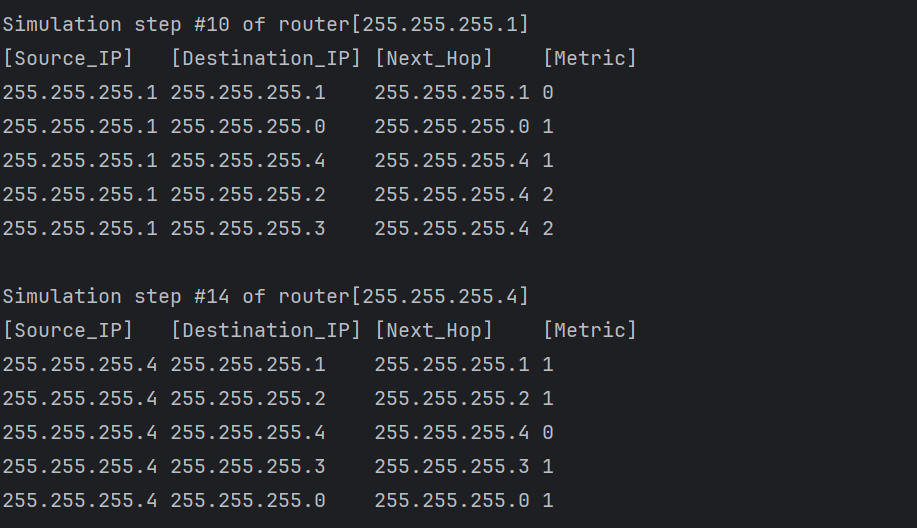 Simulation step #10 of router[255.255.255.1]
[Source_IP] [Destination_IP] [Next_Hop] [Metric]
255.255.255.1 255.255.255.1 255.255.255.1 0
255.255.255.1 255.255.255.0 255.255.255.0 1
255.255.255.1 255.255.255.4 255.255.255.4 1
255.255.255.1 255.255.255.2 255.255.255.4 2
255.255.255.1 255.255.255.3 255.255.255.4 2
Simulation step #14 of router[255.255.255.4]
[Source_IP] [Destination_IP] [Next_Hop] [Metric]
255.255.255.4 255.255.255.1 255.255.255.1 1
255.255.255.4 255.255.255.2 255.255.255.2 1
255.255.255.4 255.255.255.4 255.255.255.4 0
255.255.255.4 255.255.255.3 255.255.255.3 1
255.255.255.4 255.255.255.0 255.255.255.0 1